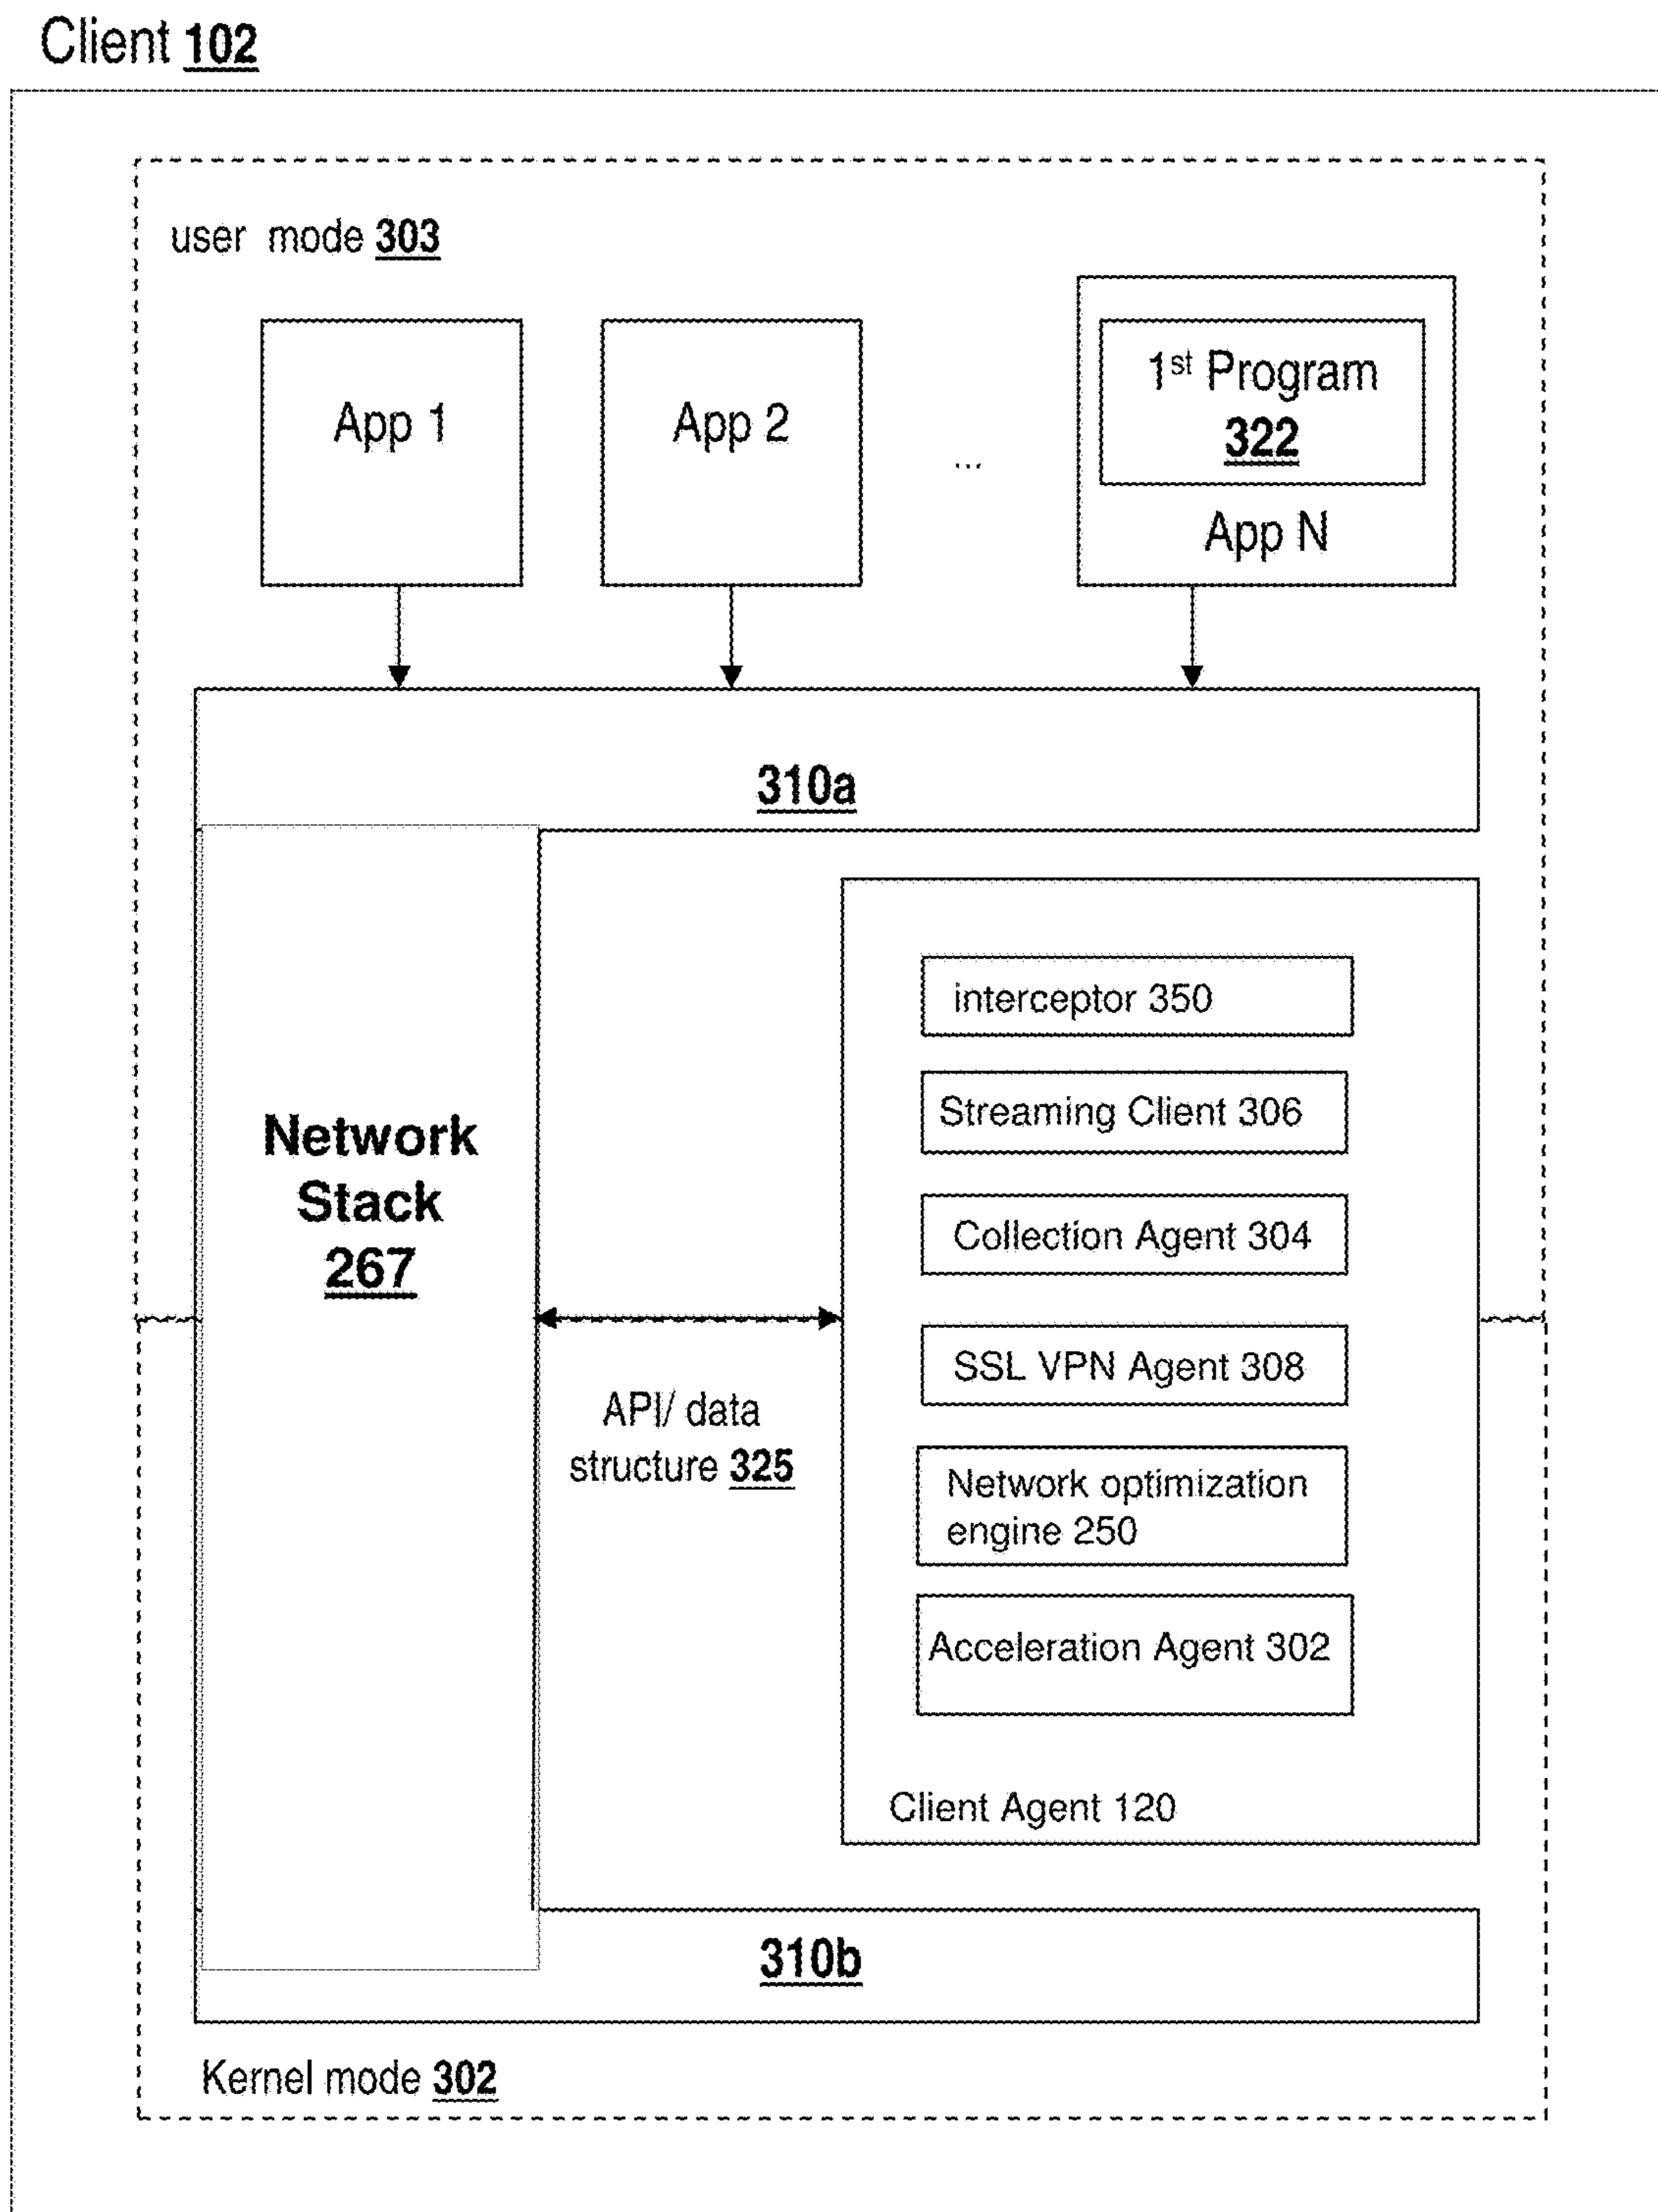 Client 102
user mode 303
App 1
App 2
...
1st Program
322
App N
310a
Network
Stack
267
API/ data
structure 325
interceptor 350
Streaming Client 306
Collection Agent 304
SSL VPN Agent 308
Network optimization
engine 250
Acceleration Agent 302
Client Agent 120
310b
Kernel mode 302